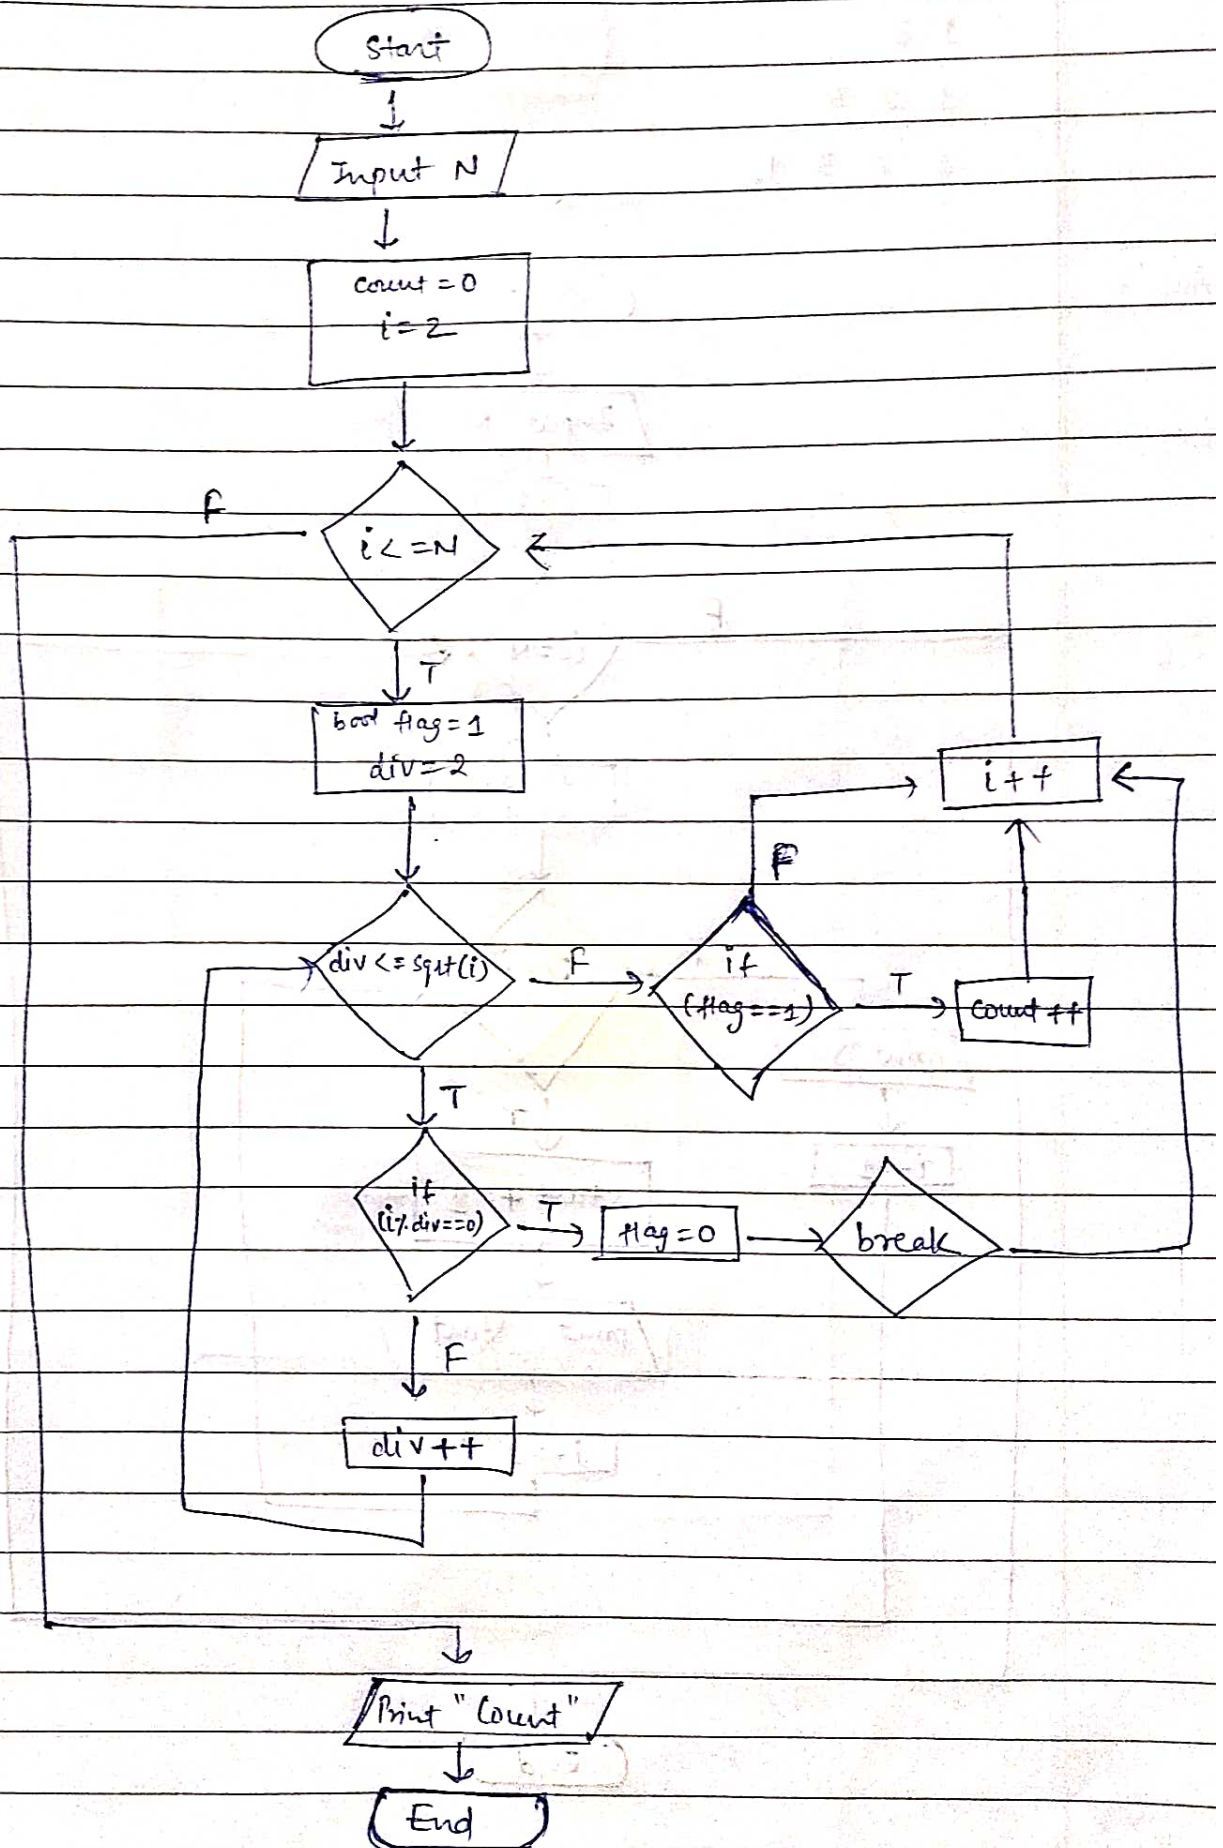 Start
Input N
count = 0
i = 2
F
i <= N
T
bool flag = 1
div = 2
i++
F
div <= sqrt(i)
F
if
(flag == 1)
T
count ++
T
if
(i % div == 0)
T
flag = 0
break
F
div ++
Print "Count"
End